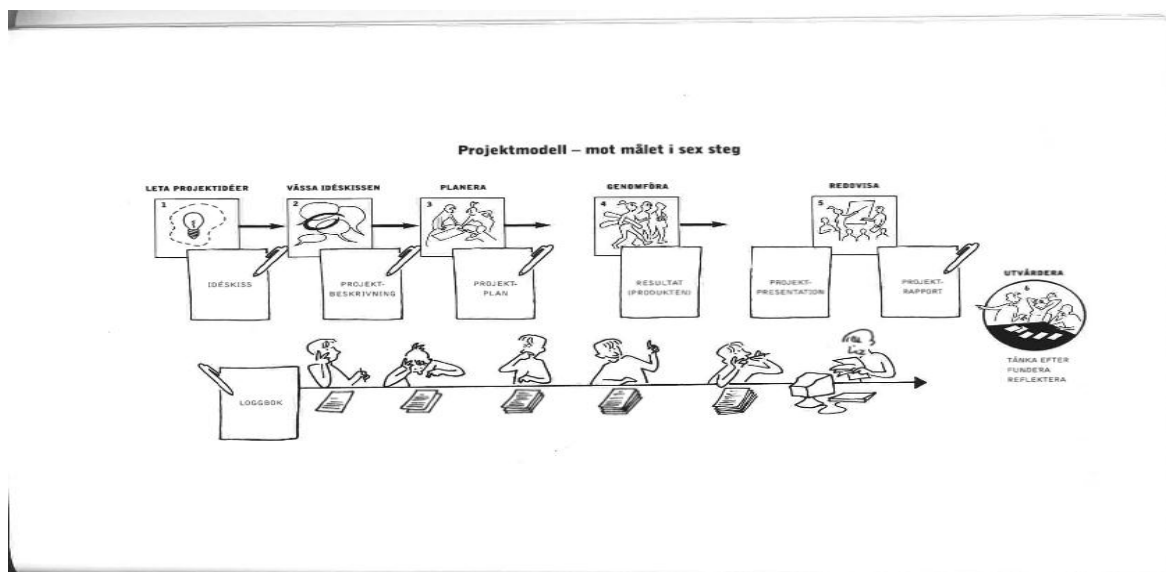 Projektmodell – mot målet i sex steg
LETA PROJEKTIDÉER
VÄSSA IDÉSKISSEN
PLANERA
GENOMFÖRA
REDOVISA
1
2
3
4
5
IDÉSKISS
PROJEKT-
BESKRIVNING
PROJEKT-
PLAN
RESULTAT
(PRODUKTEN)
PROJEKT-
PRESENTATION
PROJEKT-
RAPPORT
UTVÄRDERA
6
TÄNKA EFTER
FUNDERA
REFLEKTERA
LOGGBOK